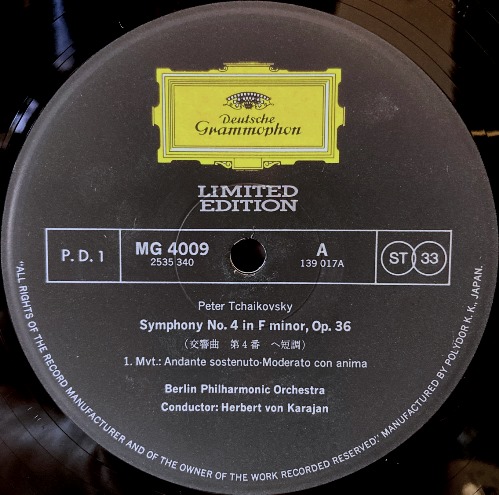 Deutsche
Grammophon
LIMITED
EDITION
P. D. 1
MG 4009
2535 340
A
139 017A
ST 33
Peter Tchaikovsky
Symphony No. 4 in F minor, Op. 36
(交響曲 第4番 ヘ短調)
1. Mvt.: Andante sostenuto-Moderato con anima
Berlin Philharmonic Orchestra
Conductor: Herbert von Karajan
"ALL RIGHTS OF THE RECORD MANUFACTURER AND OF THE OWNER OF THE WORK RECORDED RESERVED" MANUFACTURED BY POLYDOR K. K., JAPAN.